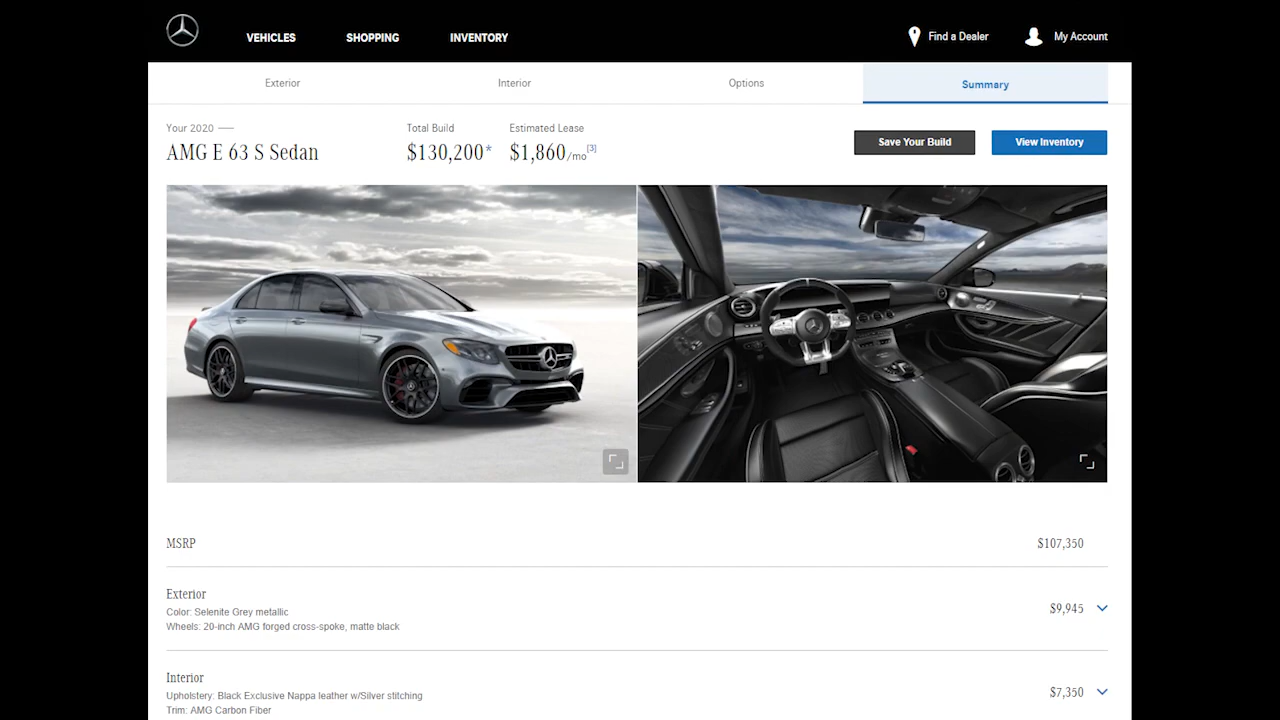 VEHICLES SHOPPING INVENTORY Find a Dealer My Account
Exterior Interior Options Summary
Your 2020 Total Build Estimated Lease
AMG E 63 S Sedan $130,200* $1,860/mo[3] Save Your Build View Inventory
MSRP $107,350
Exterior
Color: Selenite Grey metallic $9,945
Wheels: 20-inch AMG forged cross-spoke, matte black
Interior
Upholstery: Black Exclusive Nappa leather w/Silver stitching $7,350
Trim: AMG Carbon Fiber